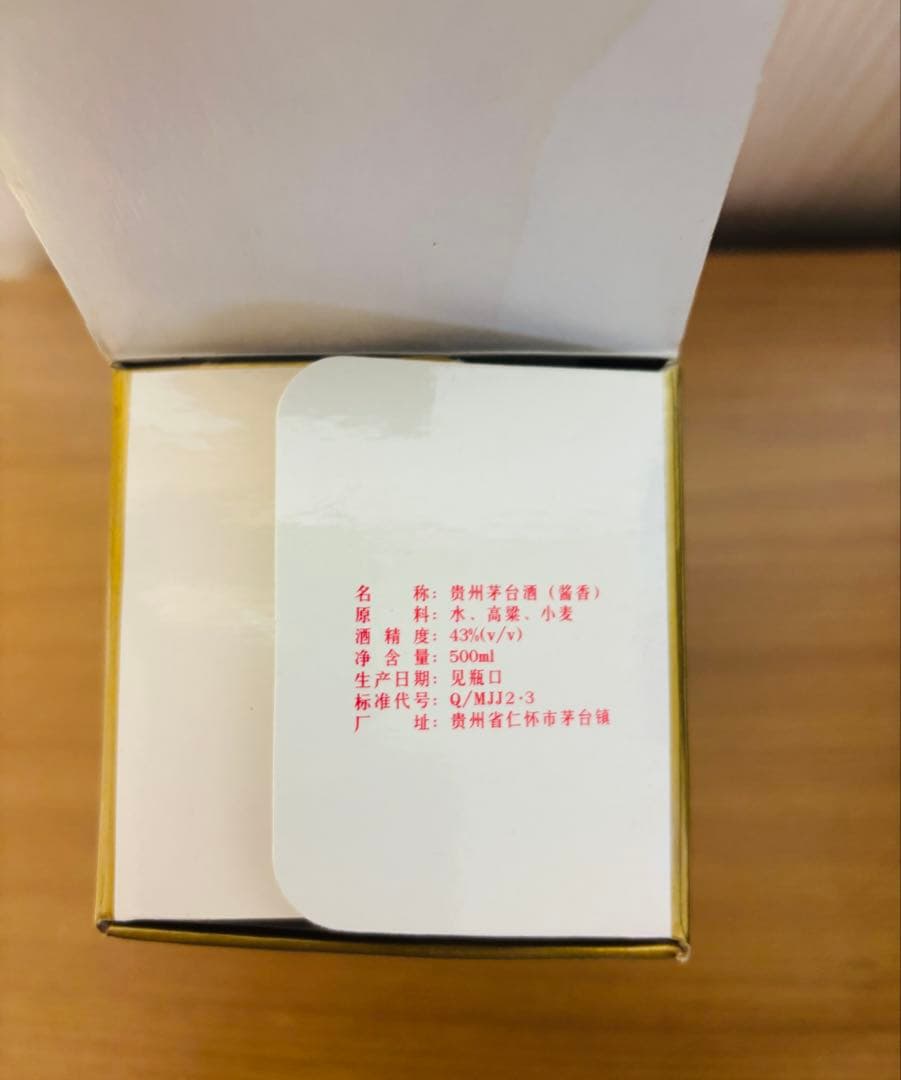 名　　称：贵州茅台酒（酱香）
原　　料：水、高粱、小麦
酒 精 度：43%(v/v)
净 含 量：500ml
生产日期：见瓶口
标准代号：Q/MJJ2·3
厂　　址：贵州省仁怀市茅台镇